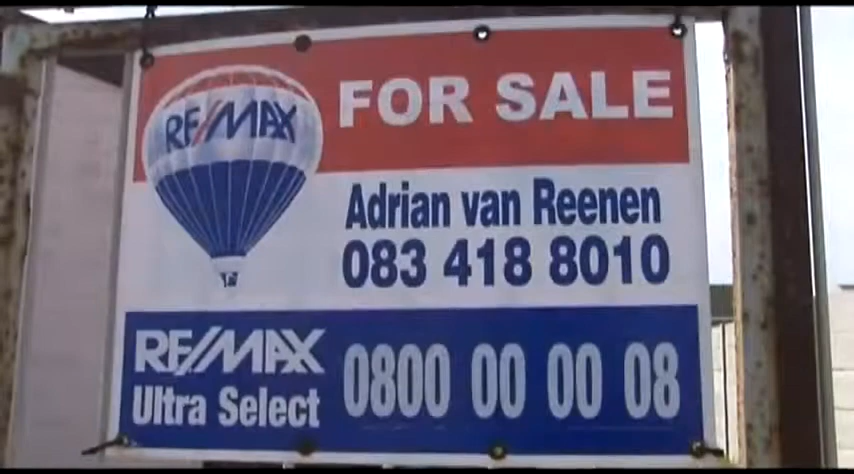 RE/MAX
FOR SALE
Adrian van Reenen
083 418 8010
RE/MAX
Ultra Select
0800 00 00 08